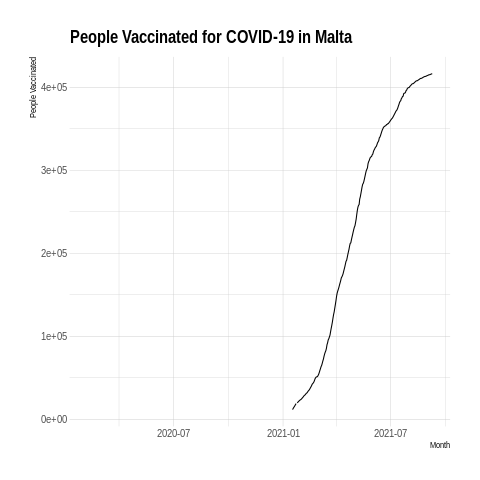 People Vaccinated for COVID-19 in Malta
People Vaccinated
4e+05
3e+05
2e+05
1e+05
0e+00
2020-07
2021-01
2021-07
Month